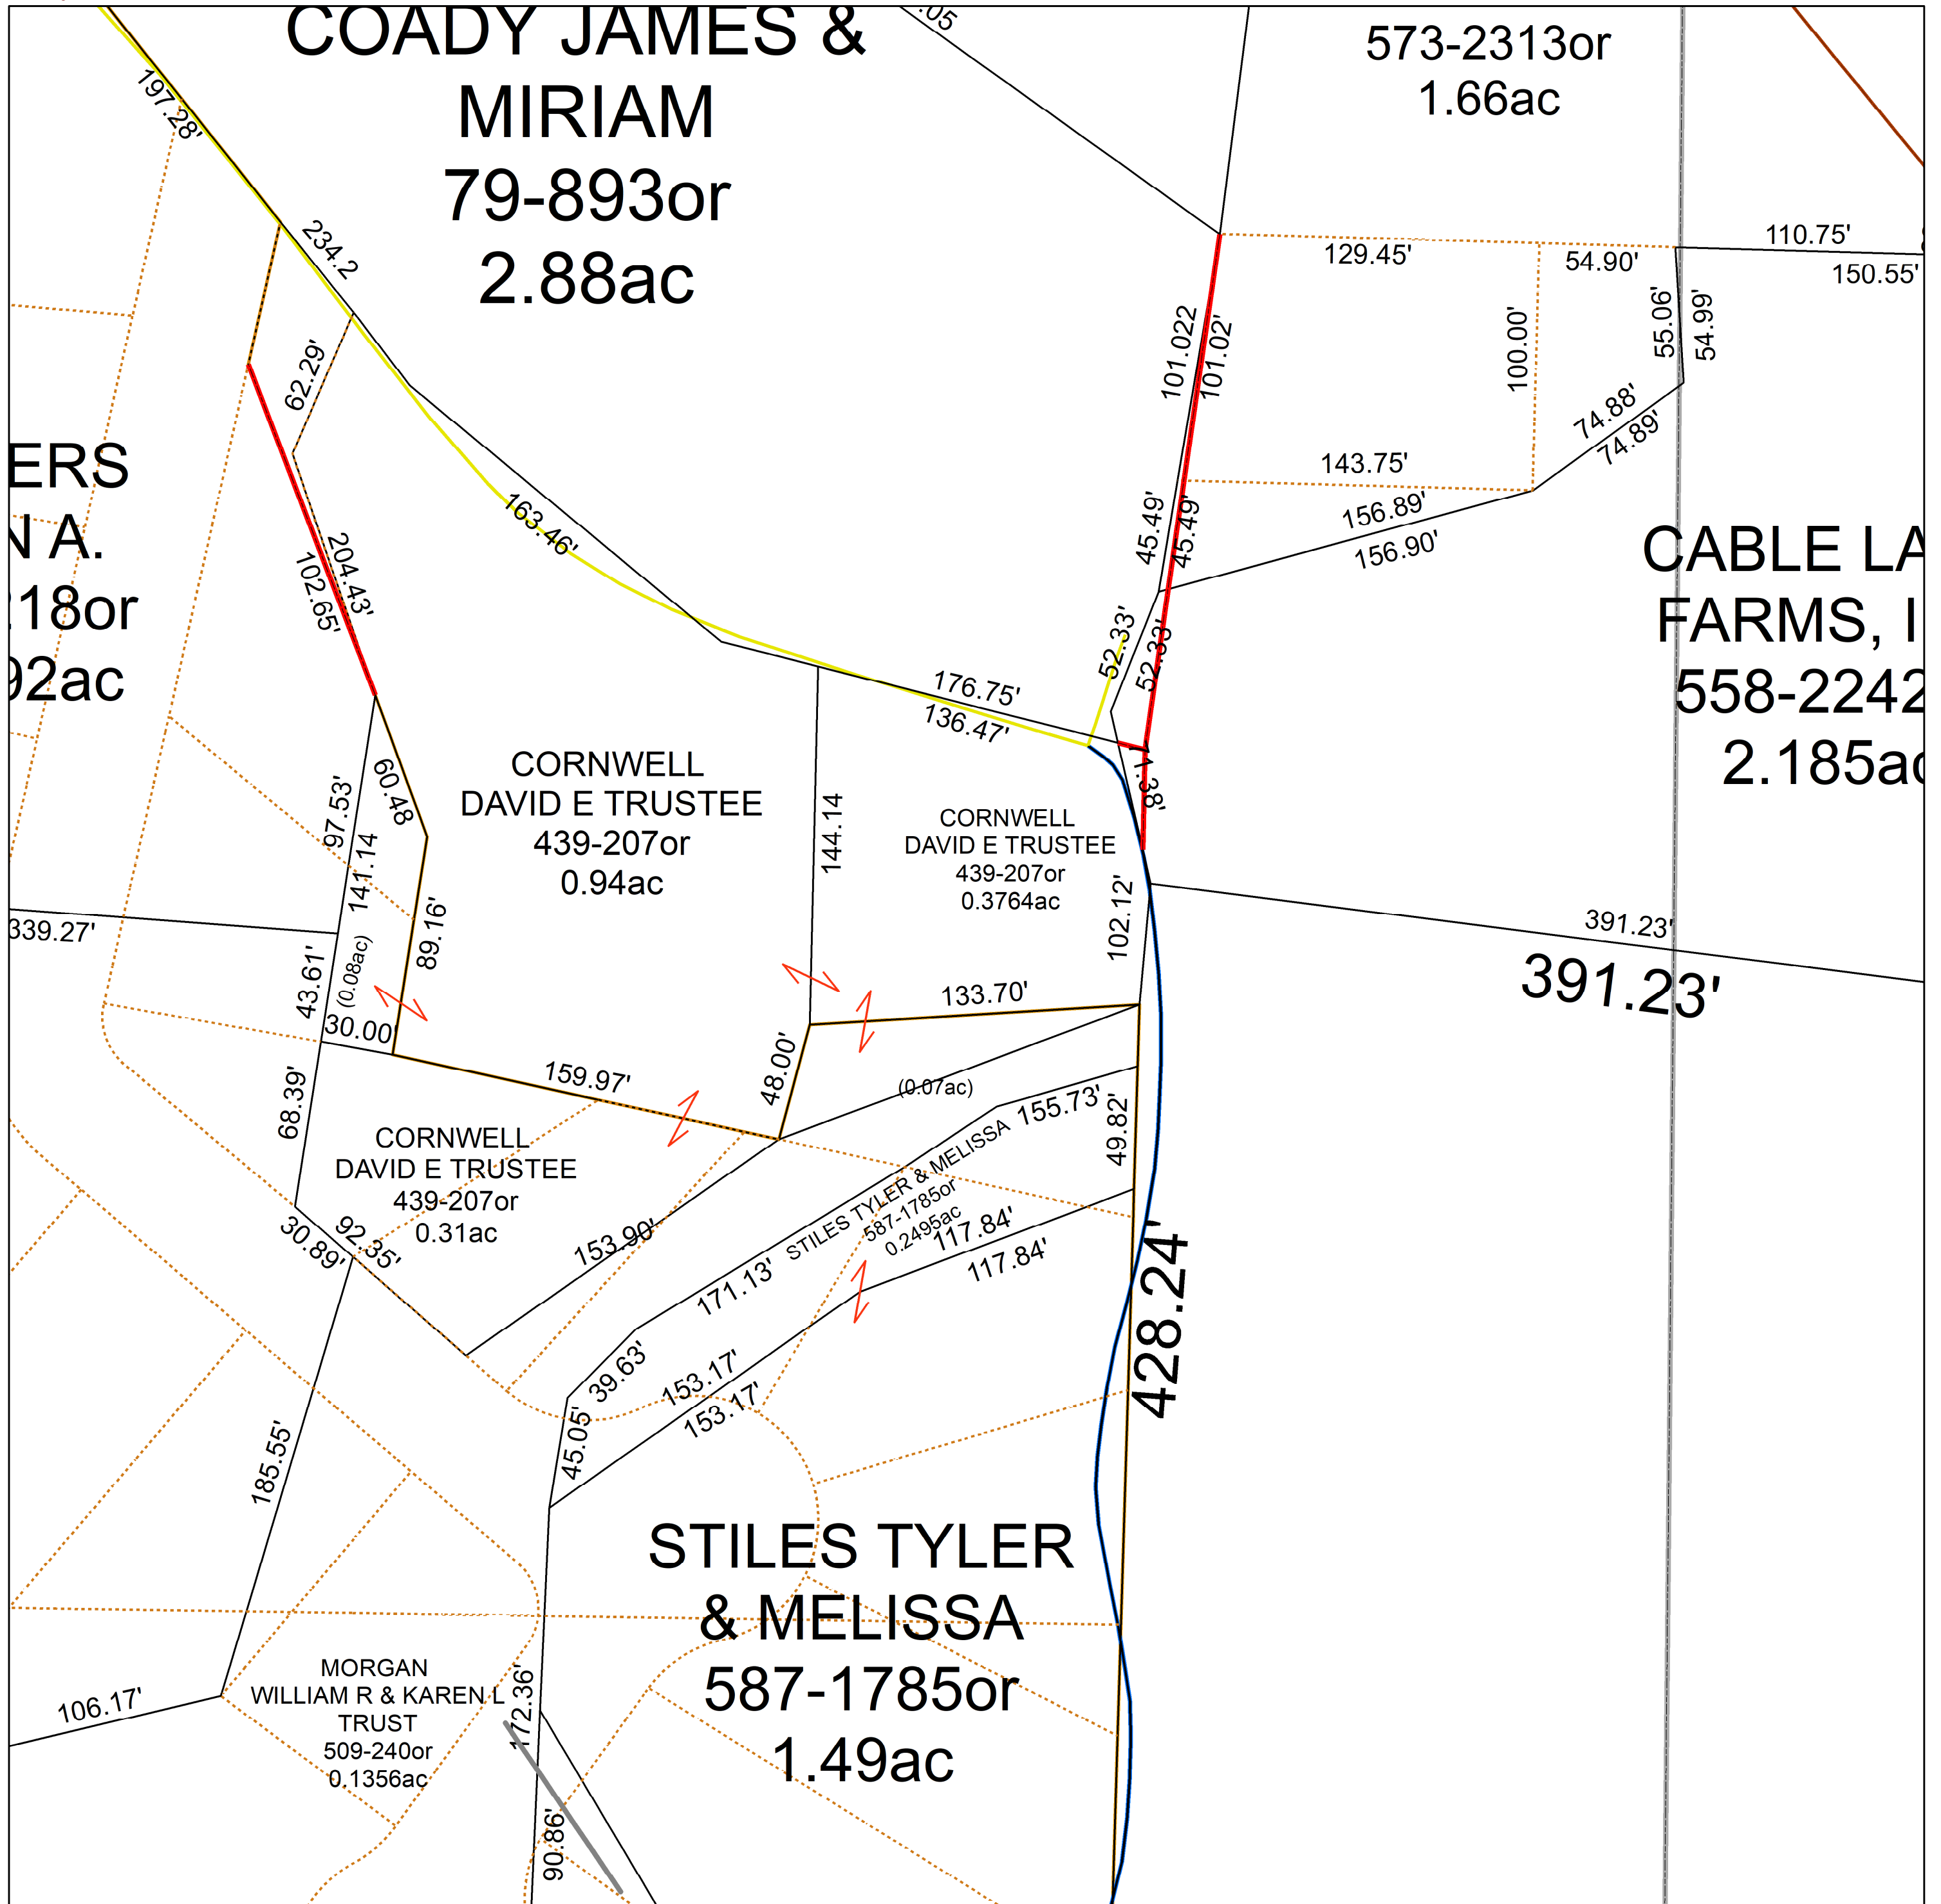 COADY JAMES &
MIRIAM
79-893or
2.88ac
.05
573-2313or
1.66ac
197.28'
234.2
62.29'
163.46'
204.43'
102.65'
ERS
N A.
218or
92ac
129.45'
54.90'
110.75'
150.55'
55.06'
54.99'
100.00'
101.022
101.02'
74.88'
74.89'
143.75'
156.89'
156.90'
45.49'
45.49'
52.33'
52.33'
CABLE LA
FARMS, I
558-2242
2.185ac
176.75'
136.47'
71.38'
CORNWELL
DAVID E TRUSTEE
439-207or
0.94ac
CORNWELL
DAVID E TRUSTEE
439-207or
0.3764ac
60.48
97.53'
141.14
144.14
89.16'
102.12'
339.27'
43.61'
(0.08ac)
30.00'
391.23'
391.23'
133.70'
48.00'
159.97'
68.39'
(0.07ac)
155.73'
49.82'
CORNWELL
DAVID E TRUSTEE
439-207or
0.31ac
STILES TYLER & MELISSA
587-1785or
0.2495ac
117.84'
117.84'
30.89'
92.35'
153.90'
171.13'
428.24'
39.63'
153.17'
153.17'
45.05'
185.55'
STILES TYLER
& MELISSA
587-1785or
1.49ac
MORGAN
WILLIAM R & KAREN L
TRUST
509-240or
0.1356ac
106.17'
172.36'
90.86'